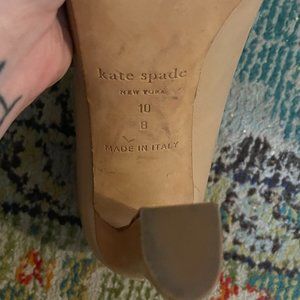 kate spade
NEW YORK
10
B
MADE IN ITALY